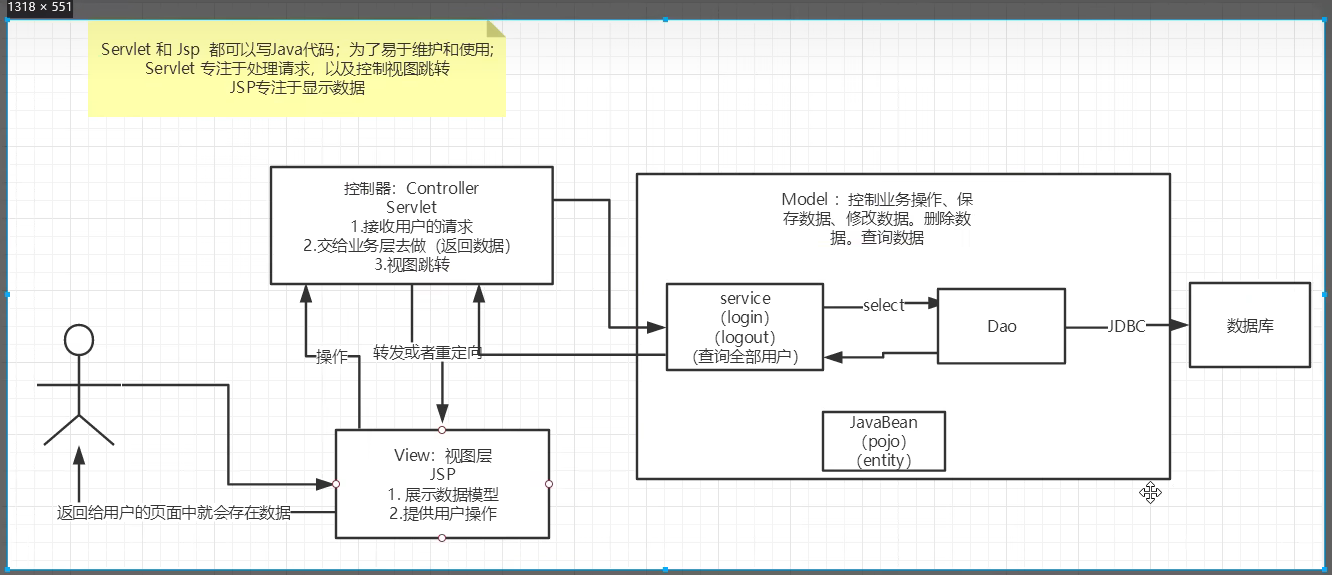 1318 × 551
Servlet 和 Jsp 都可以写Java代码；为了易于维护和使用;
Servlet 专注于处理请求，以及控制视图跳转
JSP专注于显示数据
控制器：Controller
Servlet
1.接收用户的请求
2.交给业务层去做（返回数据）
3.视图跳转
Model ：控制业务操作、保
存数据、修改数据。删除数
据。查询数据
service
（login）
（logout）
（查询全部用户）
select
Dao
JDBC
数据库
操作
转发或者重定向
JavaBean
（pojo）
（entity）
View：视图层
JSP
1. 展示数据模型
2.提供用户操作
返回给用户的页面中就会存在数据